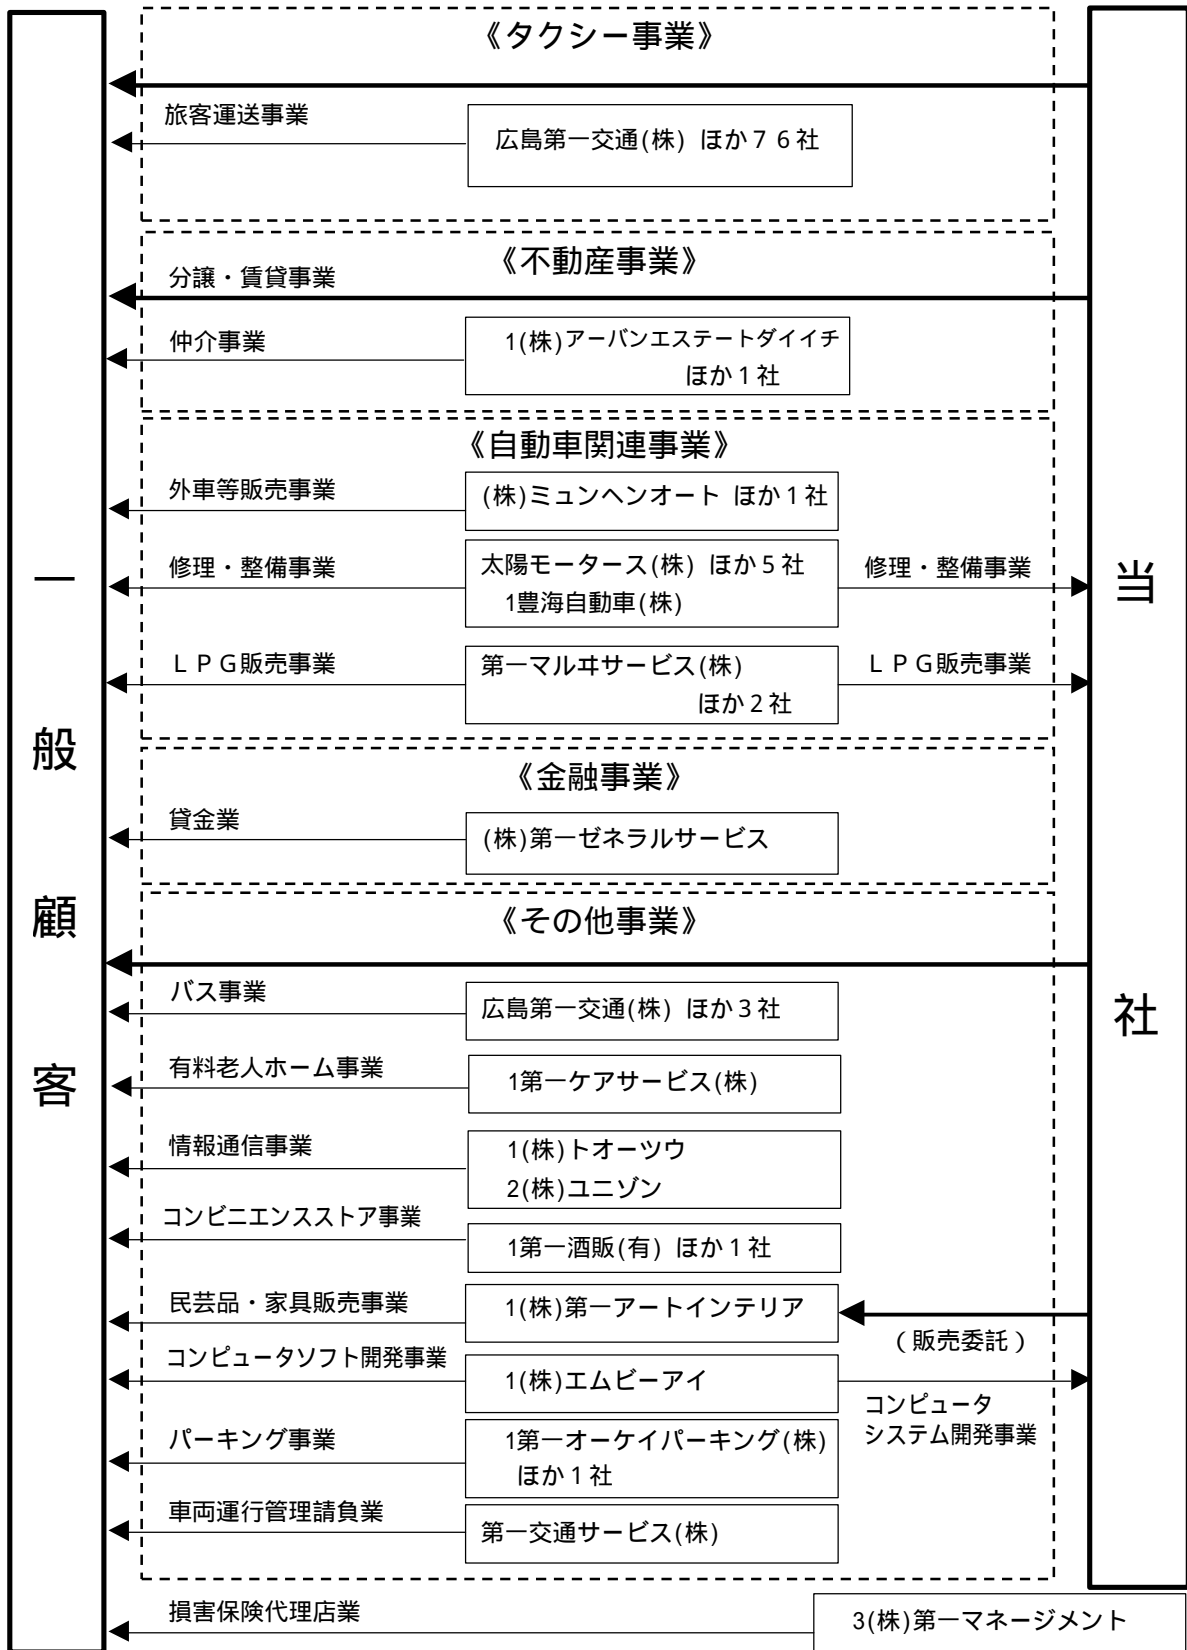 《タクシー事業》
旅客運送事業
広島第一交通(株) ほか７６社
《不動産事業》
分譲・賃貸事業
仲介事業
1(株)アーバンエステートダイイチ
ほか１社
《自動車関連事業》
外車等販売事業
(株)ミュンヘンオート ほか１社
修理・整備事業
太陽モータース(株) ほか５社
1豊海自動車(株)
修理・整備事業
ＬＰＧ販売事業
第一マルヰサービス(株)
ほか２社
ＬＰＧ販売事業
《金融事業》
貸金業
(株)第一ゼネラルサービス
《その他事業》
バス事業
広島第一交通(株) ほか３社
有料老人ホーム事業
1第一ケアサービス(株)
情報通信事業
1(株)トオーツウ
2(株)ユニゾン
コンビニエンスストア事業
1第一酒販(有) ほか１社
民芸品・家具販売事業
1(株)第一アートインテリア
（販売委託）
コンピュータソフト開発事業
1(株)エムビーアイ
コンピュータ
システム開発事業
パーキング事業
1第一オーケイパーキング(株)
ほか１社
車両運行管理請負業
第一交通サービス(株)
損害保険代理店業
3(株)第一マネージメント
一般顧客
当社